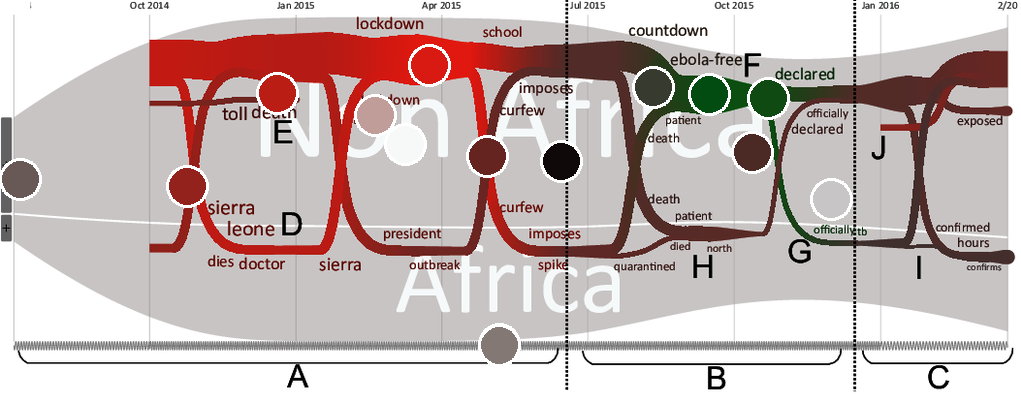 Oct 2014 Jan 2015 Apr 2015 Jul 2015 Oct 2015 Jan 2016 2/20
lockdown
school
countdown
ebola-free F
declared
imposes
down
toll death
curfew
patient
officially
declared
exposed
Non Africa
E
death
J
sierra
leone D
curfew
death
patient
president
imposes
officially tb
confirmed
hours
died north
G
dies doctor sierra outbreak spike quarantined H I confirms
Africa
+
A B C